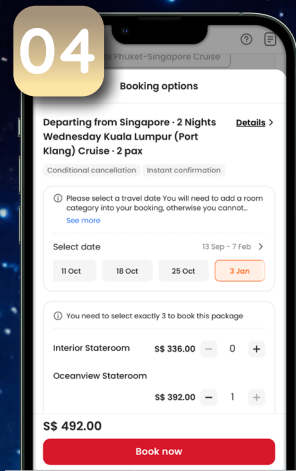 04
Phuket-Singapore Cruise
Booking options
Departing from Singapore · 2 Nights
Wednesday Kuala Lumpur (Port
Klang) Cruise · 2 pax
Details >
Conditional cancellation Instant confirmation
Please select a travel date You will need to add a room
category into your booking, otherwise you cannot...
See more
Select date 13 Sep - 7 Feb >
11 Oct 18 Oct 25 Oct 3 Jan
You need to select exactly 3 to book this package
Interior Stateroom S$ 336.00 − 0 +
Oceanview Stateroom
S$ 392.00 − 1 +
S$ 492.00
Book now